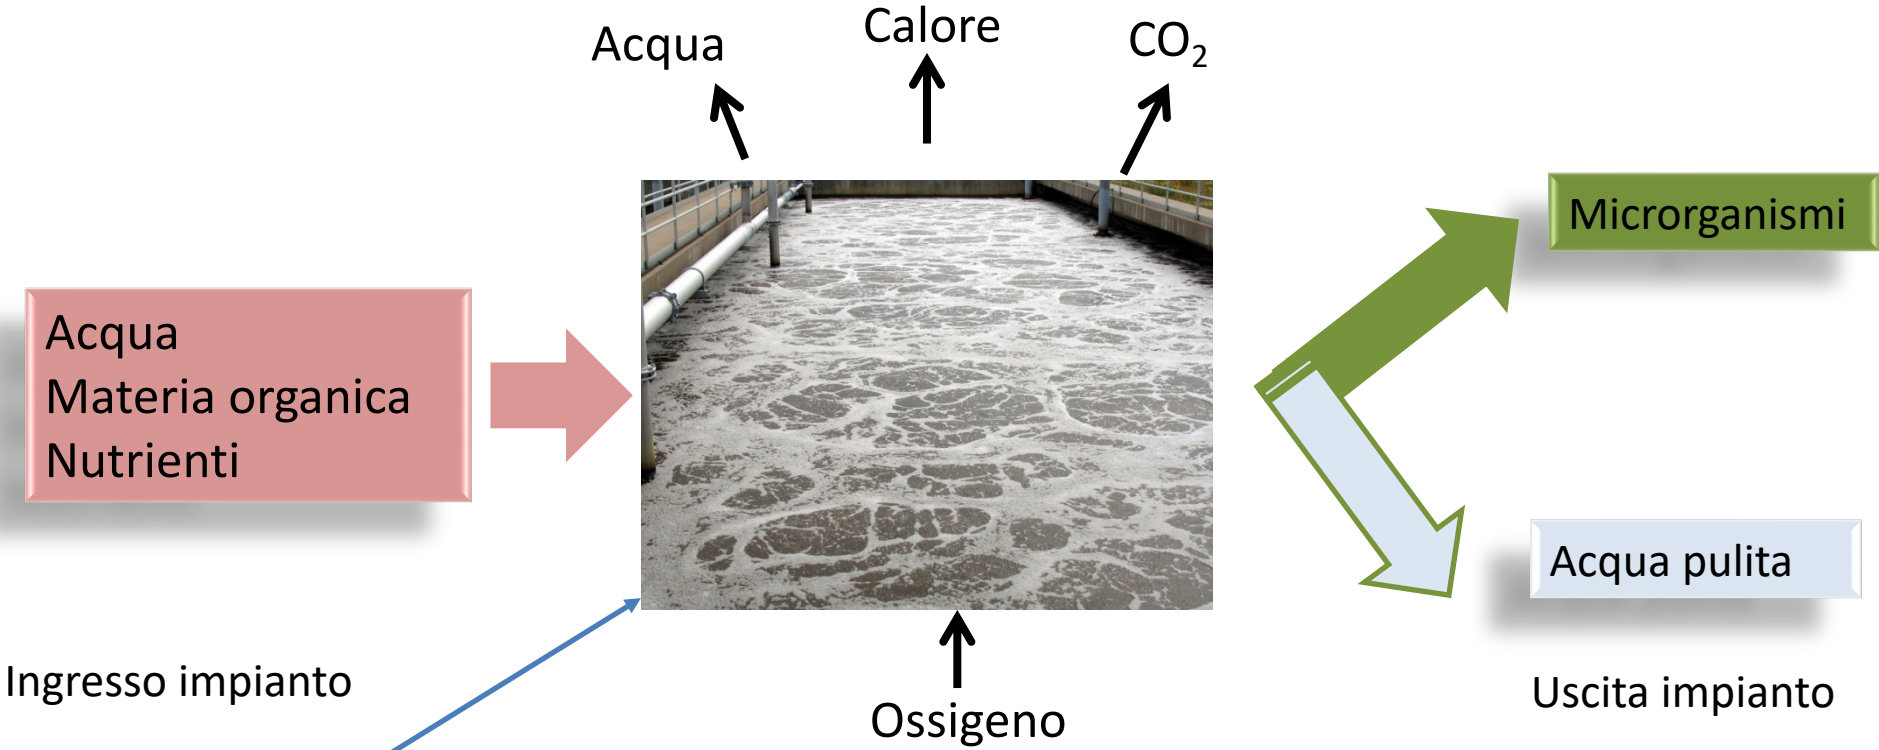 Acqua
Calore
CO₂
Microrganismi
Acqua
Materia organica
Nutrienti
Acqua pulita
Ingresso impianto
Uscita impianto
Ossigeno